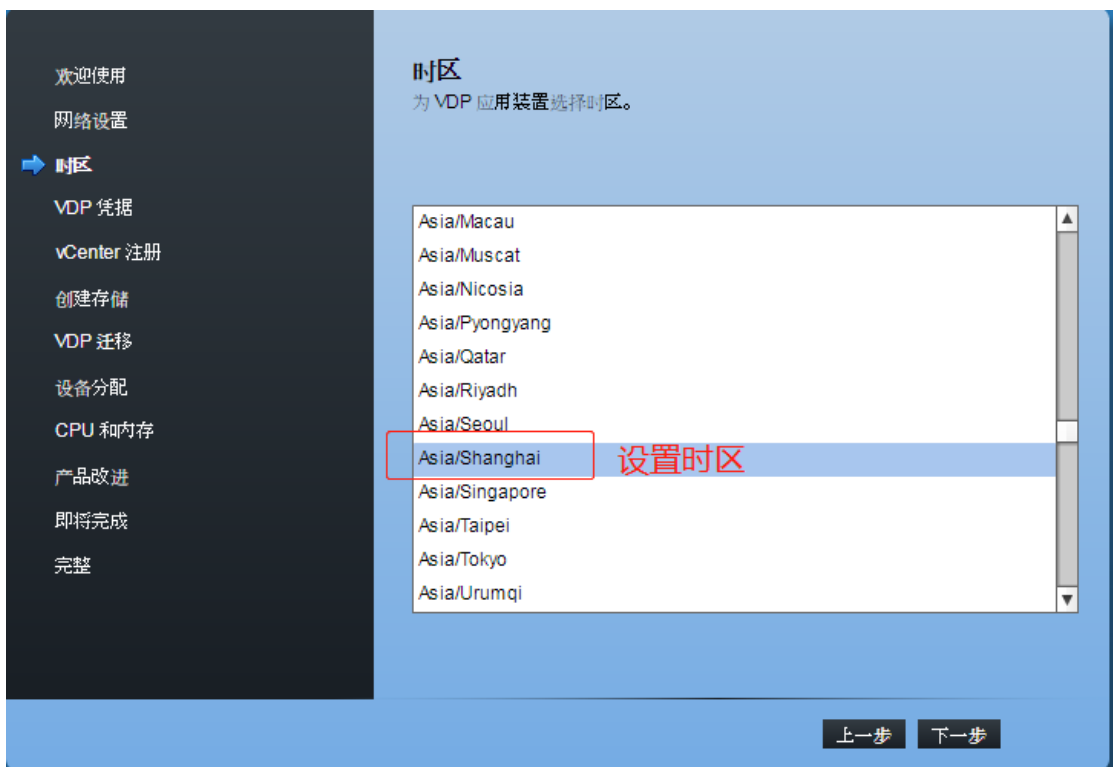 欢迎使用
网络设置
时区
VDP 凭据
vCenter 注册
创建存储
VDP 迁移
设备分配
CPU 和内存
产品改进
即将完成
完整
时区
为 VDP 应用装置选择时区。
Asia/Macau
Asia/Muscat
Asia/Nicosia
Asia/Pyongyang
Asia/Qatar
Asia/Riyadh
Asia/Seoul
Asia/Shanghai 设置时区
Asia/Singapore
Asia/Taipei
Asia/Tokyo
Asia/Urumqi
上一步 下一步